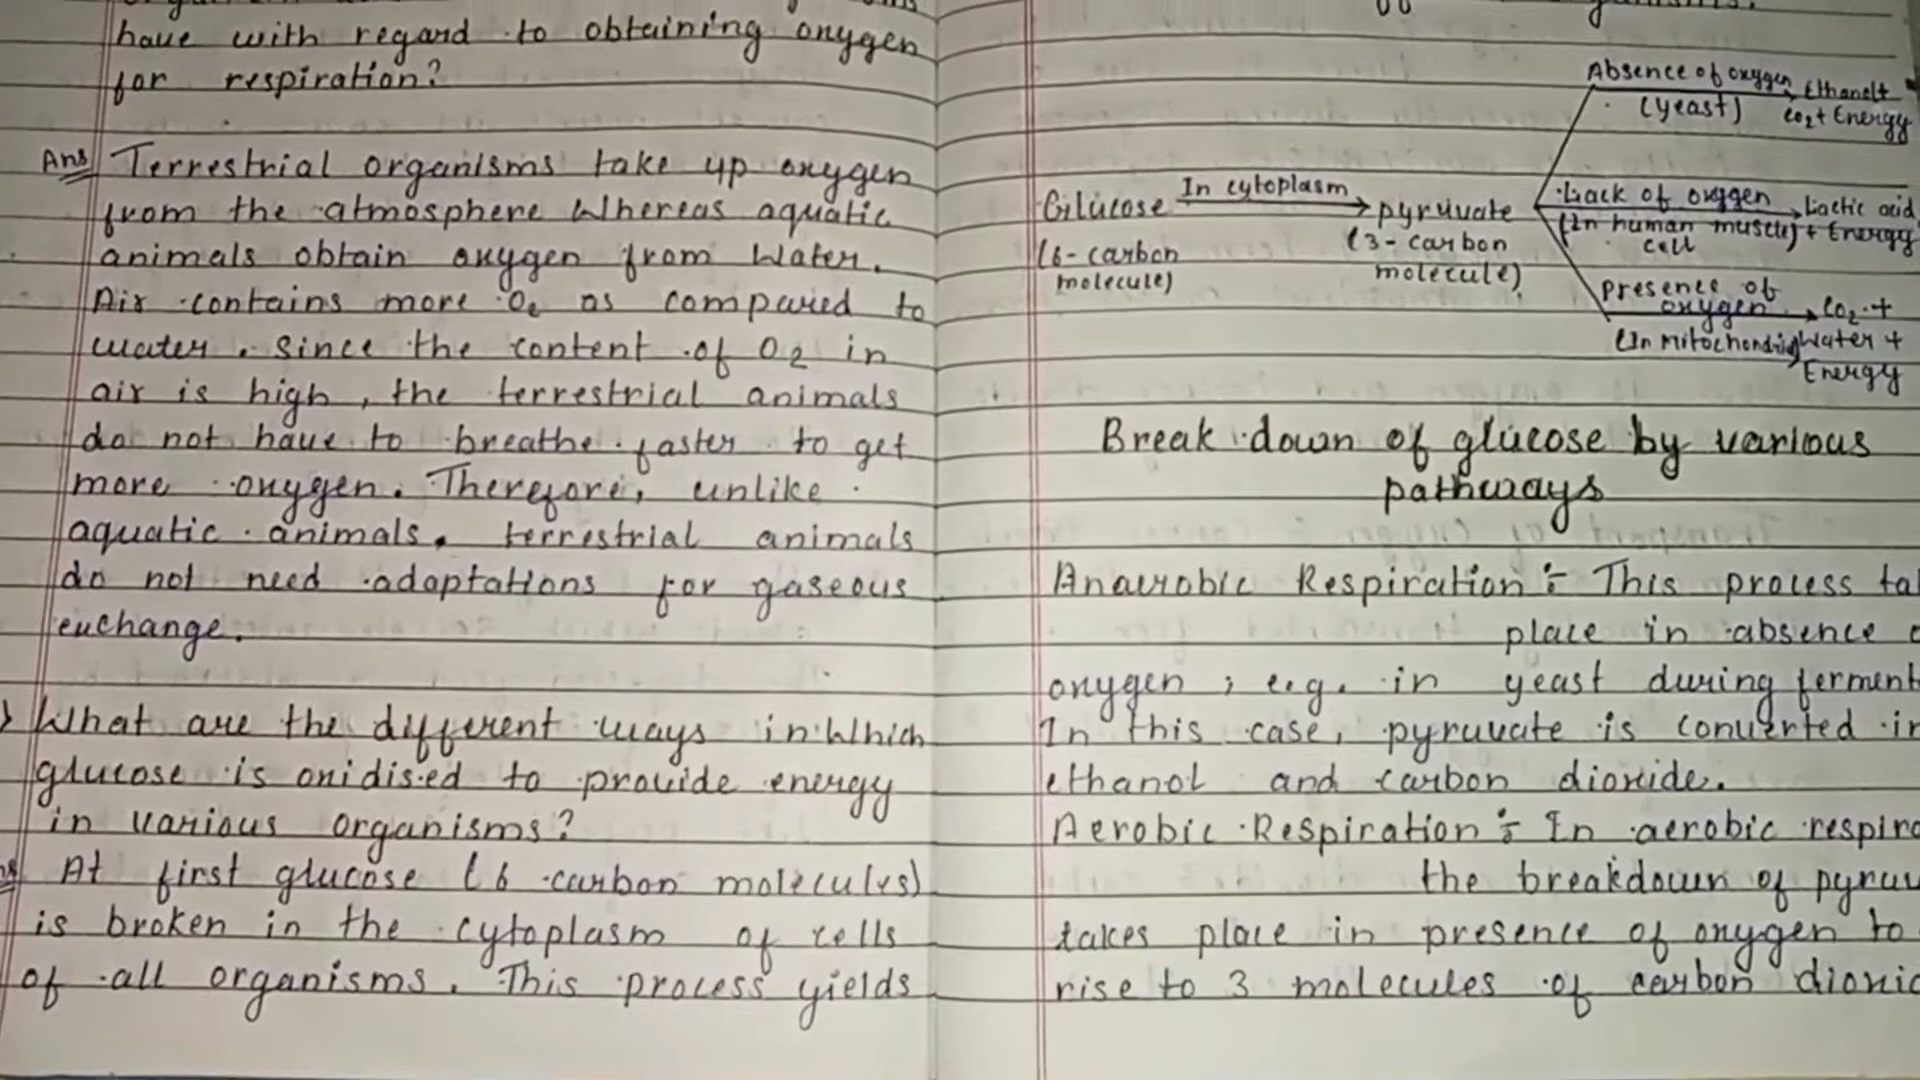 have with regard to obtaining oxygen
for respiration?
Ans Terrestrial organisms take up oxygen
from the atmosphere Whereas aquatic
animals obtain oxygen from Water.
Air contains more O2 as compared to
water. Since the content of O2 in
air is high, the terrestrial animals
do not have to breathe faster to get
more oxygen. Therefore, unlike
aquatic animals, terrestrial animals
do not need adaptations for gaseous
exchange.
What are the different ways in Which
glucose is oxidised to provide energy
in various organisms?
At first glucose (6 carbon molecules)
is broken in the cytoplasm of cells
of all organisms. This process yields
Absence of oxygen
(yeast)
Ethanol+
CO2+ Energy
Glucose
(6-carbon
molecule)
In cytoplasm
pyruvate
(3-carbon
molecule)
Lack of oxygen
(In human muscle)
cell
Lactic acid
+ Energy
presence of
oxygen
(In mitochondria)
CO2 +
Water +
Energy
Break down of glucose by various
pathways
Anaerobic Respiration :- This process
place in absence
oxygen, e.g. in yeast during
In this case, pyruvate is converted
ethanol and carbon dioxide.
Aerobic Respiration :- In aerobic
the breakdown of
takes place in presence of oxygen to
rise to 3 molecules of carbon